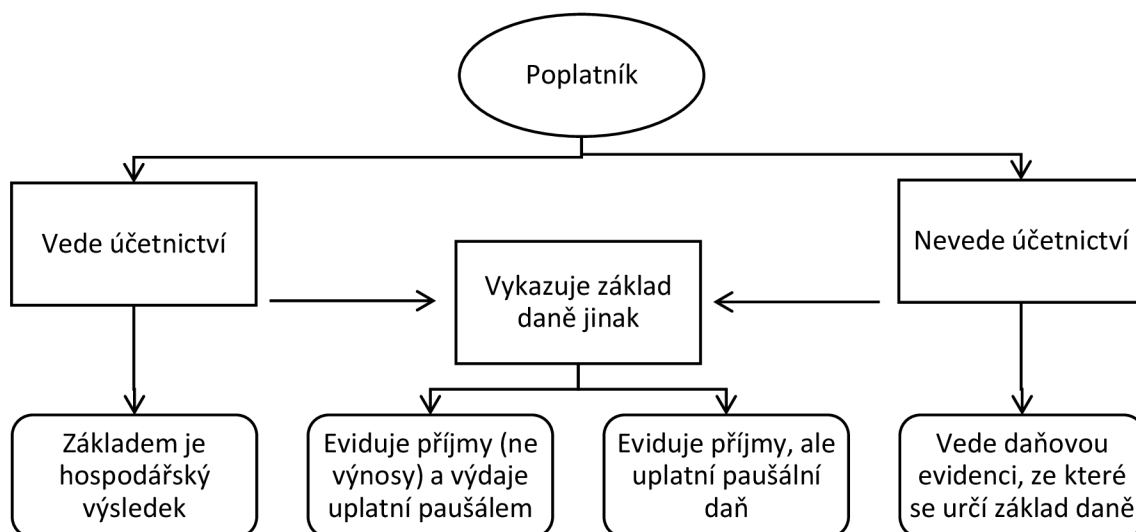 Poplatník
Vede účetnictví
Nevede účetnictví
Vykazuje základ
daně jinak
Základem je
hospodářský
výsledek
Eviduje příjmy (ne
výnosy) a výdaje
uplatní paušálem
Eviduje příjmy, ale
uplatní paušální
daň
Vede daňovou
evidenci, ze které
se určí základ daně